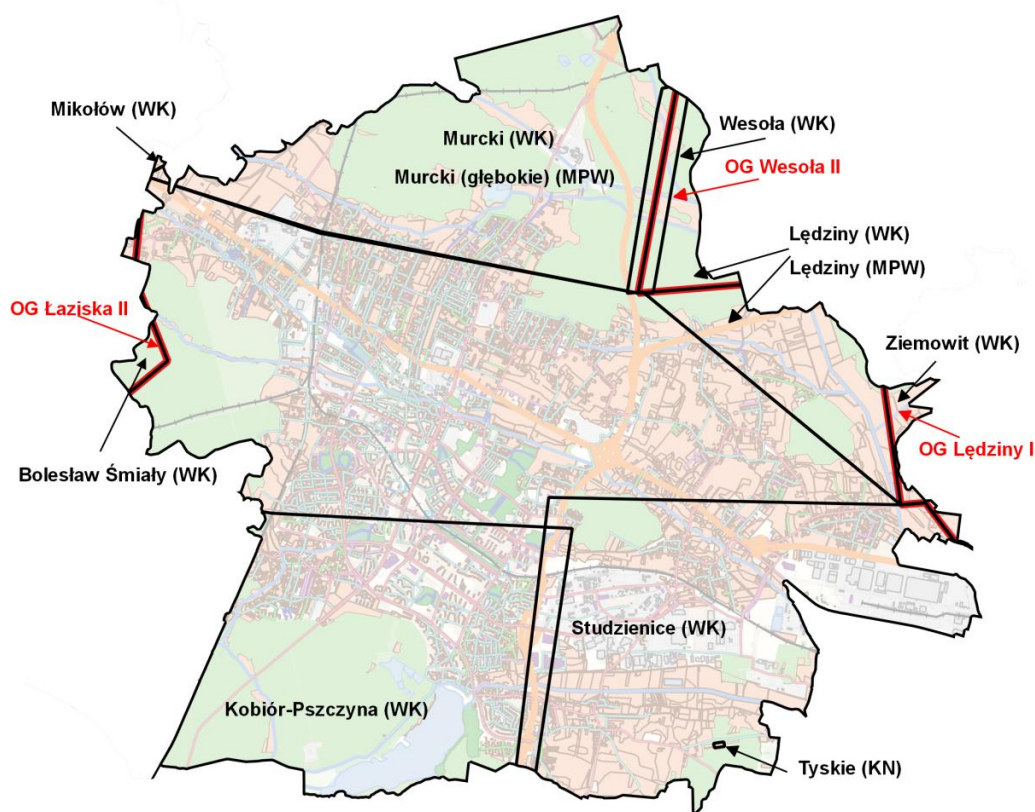 Mikołów (WK)
Murcki (WK)
Wesoła (WK)
OG Wesoła II
Murcki (głębokie) (MPW)
Lędziny (WK)
Lędziny (MPW)
OG Łaziska II
Ziemowit (WK)
OG Lędziny I
Bolesław Śmiały (WK)
Studzienice (WK)
Kobiór-Pszczyna (WK)
Tyskie (KN)